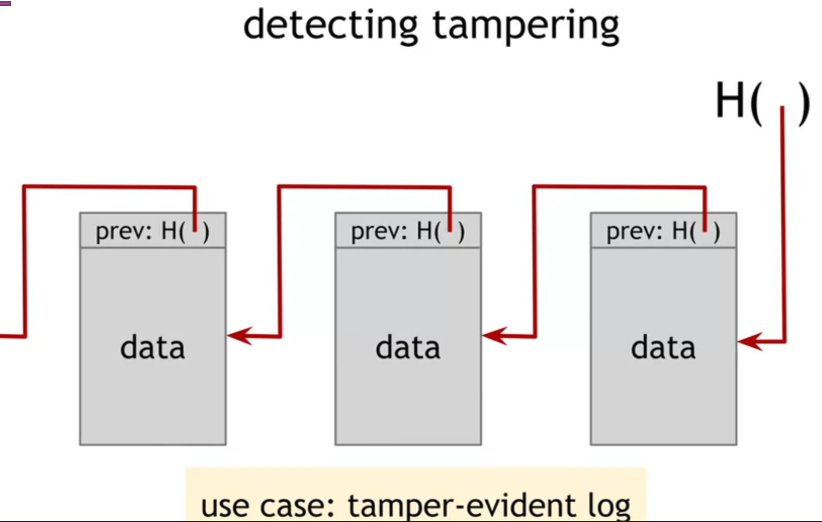 detecting tampering
H( )
prev: H( )
prev: H( )
prev: H( )
data
data
data
use case: tamper-evident log